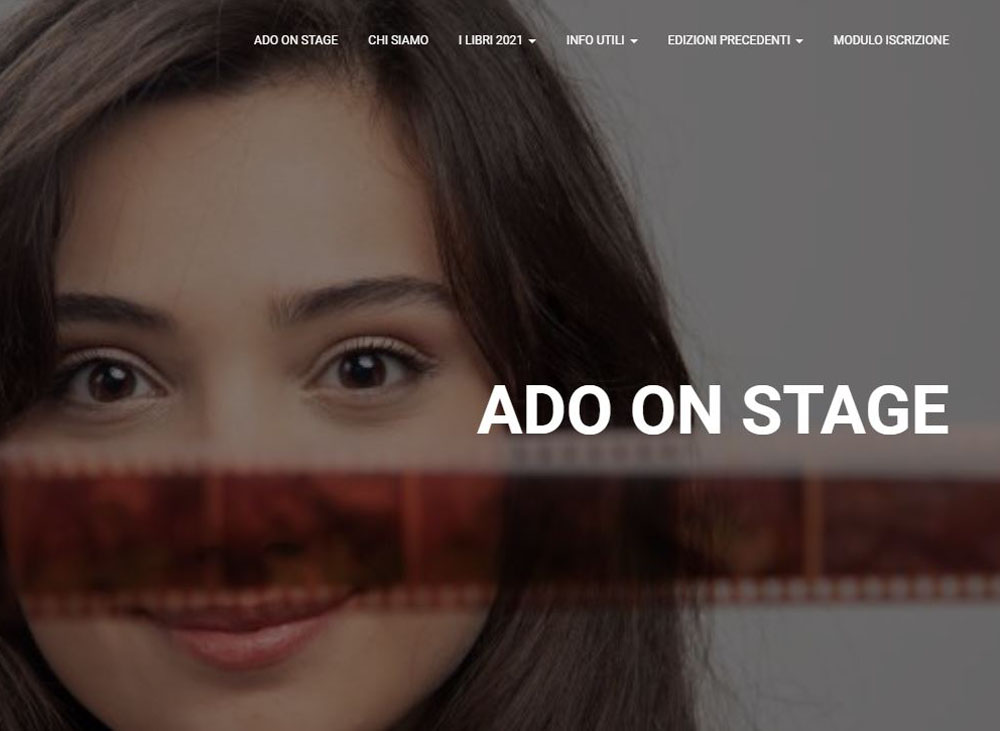 ADO ON STAGE CHI SIAMO I LIBRI 2021 INFO UTILI EDIZIONI PRECEDENTI MODULO ISCRIZIONE
ADO ON STAGE